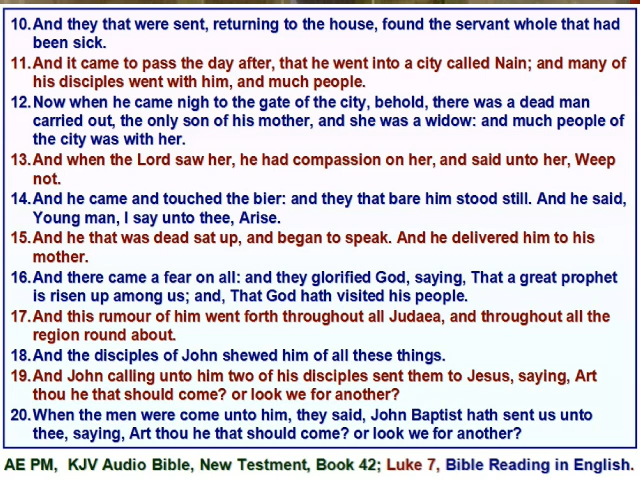 10.And they that were sent, returning to the house, found the servant whole that had
been sick.
11.And it came to pass the day after, that he went into a city called Nain; and many of
his disciples went with him, and much people.
12.Now when he came nigh to the gate of the city, behold, there was a dead man
carried out, the only son of his mother, and she was a widow: and much people of
the city was with her.
13.And when the Lord saw her, he had compassion on her, and said unto her, Weep
not.
14.And he came and touched the bier: and they that bare him stood still. And he said,
Young man, I say unto thee, Arise.
15.And he that was dead sat up, and began to speak. And he delivered him to his
mother.
16.And there came a fear on all: and they glorified God, saying, That a great prophet
is risen up among us; and, That God hath visited his people.
17.And this rumour of him went forth throughout all Judaea, and throughout all the
region round about.
18.And the disciples of John shewed him of all these things.
19.And John calling unto him two of his disciples sent them to Jesus, saying, Art
thou he that should come? or look we for another?
20.When the men were come unto him, they said, John Baptist hath sent us unto
thee, saying, Art thou he that should come? or look we for another?
AE PM, KJV Audio Bible, New Testment, Book 42; Luke 7, Bible Reading in English.